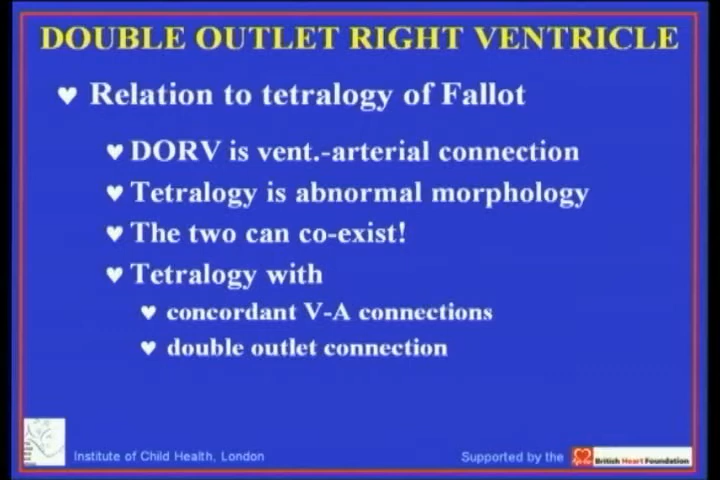 DOUBLE OUTLET RIGHT VENTRICLE
Relation to tetralogy of Fallot
DORV is vent.-arterial connection
Tetralogy is abnormal morphology
The two can co-exist!
Tetralogy with
concordant V-A connections
double outlet connection
Institute of Child Health, London
Supported by the
British Heart Foundation